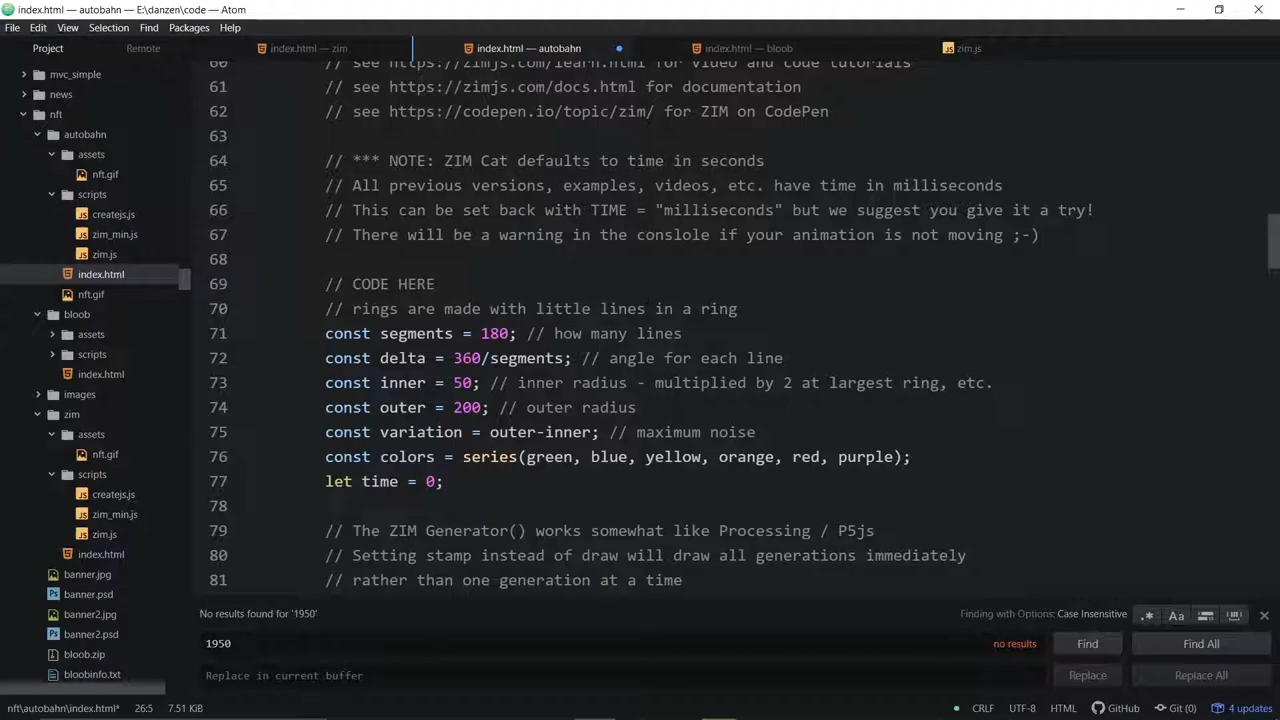 index.html — autobahn — E:\danzen\code — Atom
File Edit View Selection Find Packages Help
Project Remote
index.html — zim
index.html — autobahn
index.html — bloob
zim.js
mvc_simple
news
nft
autobahn
assets
nft.gif
scripts
createjs.js
zim_min.js
zim.js
index.html
nft.gif
bloob
assets
scripts
index.html
images
zim
assets
nft.gif
scripts
createjs.js
zim_min.js
zim.js
index.html
banner.jpg
banner.psd
banner2.jpg
banner2.psd
bloob.zip
bloobinfo.txt
60 // see https://zimjs.com/learn.html for video and code tutorials
61 // see https://zimjs.com/docs.html for documentation
62 // see https://codepen.io/topic/zim/ for ZIM on CodePen
63
64 // *** NOTE: ZIM Cat defaults to time in seconds
65 // All previous versions, examples, videos, etc. have time in milliseconds
66 // This can be set back with TIME = "milliseconds" but we suggest you give it a try!
67 // There will be a warning in the conslole if your animation is not moving ;-)
68
69 // CODE HERE
70 // rings are made with little lines in a ring
71 const segments = 180; // how many lines
72 const delta = 360/segments; // angle for each line
73 const inner = 50; // inner radius - multiplied by 2 at largest ring, etc.
74 const outer = 200; // outer radius
75 const variation = outer-inner; // maximum noise
76 const colors = series(green, blue, yellow, orange, red, purple);
77 let time = 0;
78
79 // The ZIM Generator() works somewhat like Processing / P5js
80 // Setting stamp instead of draw will draw all generations immediately
81 // rather than one generation at a time
No results found for '1950' Finding with Options: Case Insensitive .* Aa
1950 no results Find Find All
Replace in current buffer Replace Replace All
nft\autobahn\index.html* 26:5 7.51 KiB CRLF UTF-8 HTML GitHub Git (0) 4 updates